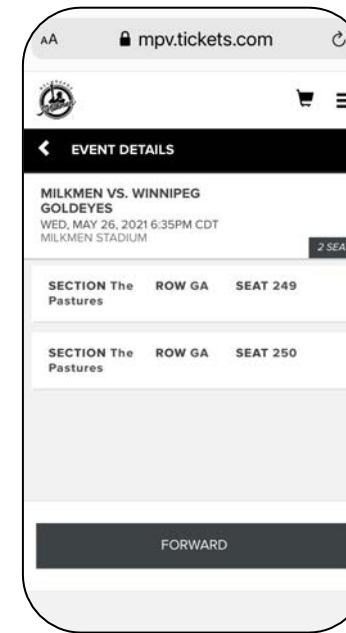 AA mpv.tickets.com
EVENT DETAILS
MILKMEN VS. WINNIPEG
GOLDEYES
WED, MAY 26, 2021 6:35PM CDT
MILKMEN STADIUM
2 SEA
SECTION The ROW GA SEAT 249
Pastures
SECTION The ROW GA SEAT 250
Pastures
FORWARD